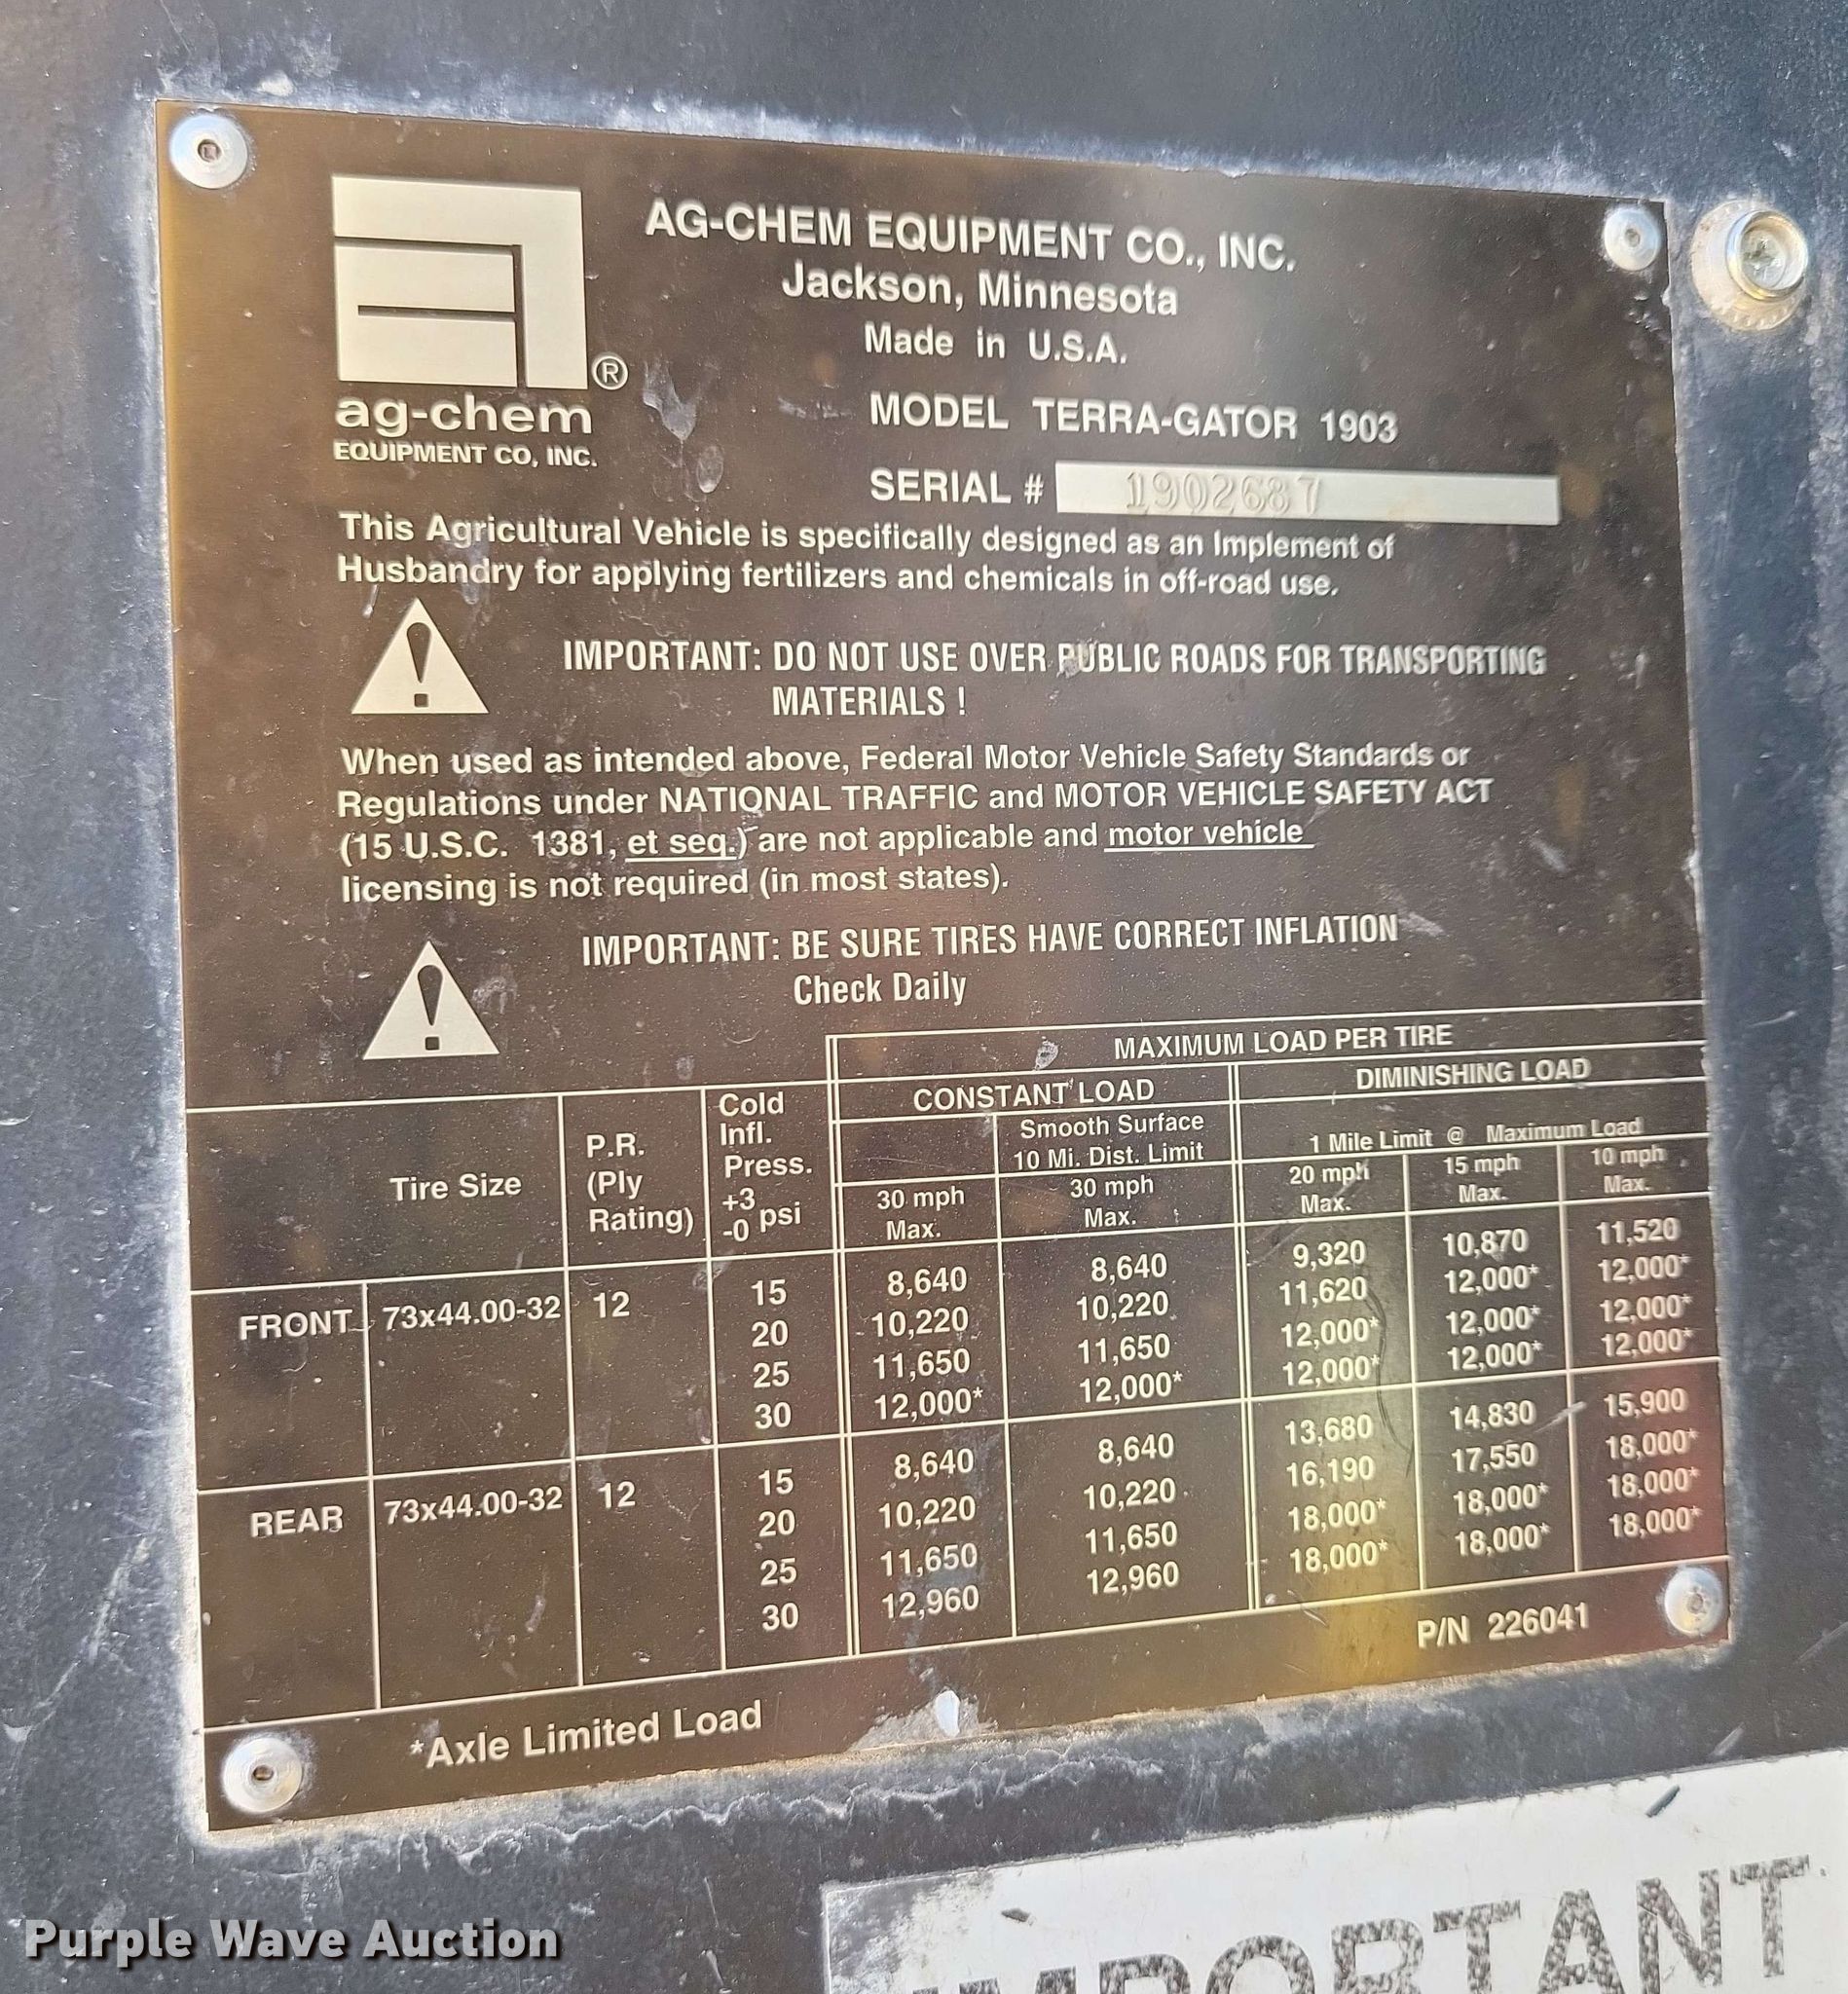 AG-CHEM EQUIPMENT CO., INC.
Jackson, Minnesota
Made in U.S.A.
®
ag-chem
EQUIPMENT CO, INC.
MODEL TERRA-GATOR 1903
SERIAL # 1902687
This Agricultural Vehicle is specifically designed as an Implement of
Husbandry for applying fertilizers and chemicals in off-road use.
IMPORTANT: DO NOT USE OVER PUBLIC ROADS FOR TRANSPORTING
MATERIALS !
When used as intended above, Federal Motor Vehicle Safety Standards or
Regulations under NATIONAL TRAFFIC and MOTOR VEHICLE SAFETY ACT
(15 U.S.C. 1381, et seq.) are not applicable and motor vehicle
licensing is not required (in most states).
IMPORTANT: BE SURE TIRES HAVE CORRECT INFLATION
Check Daily
MAXIMUM LOAD PER TIRE
CONSTANT LOAD DIMINISHING LOAD
Tire Size
P.R.
(Ply
Rating)
Cold
Infl.
Press.
+3
-0 psi
30 mph
Max.
Smooth Surface
10 Mi. Dist. Limit
30 mph
Max.
1 Mile Limit @ Maximum Load
20 mph
Max.
15 mph
Max.
10 mph
Max.
FRONT 73x44.00-32 12 15 8,640 8,640 9,320 10,870 11,520
20 10,220 10,220 11,620 12,000* 12,000*
25 11,650 11,650 12,000* 12,000* 12,000*
30 12,000* 12,000* 12,000* 12,000* 12,000*
REAR 73x44.00-32 12 15 8,640 8,640 13,680 14,830 15,900
20 10,220 10,220 16,190 17,550 18,000*
25 11,650 11,650 18,000* 18,000* 18,000*
30 12,960 12,960 18,000* 18,000* 18,000*
P/N 226041
*Axle Limited Load
IMPORTANT
Purple Wave Auction